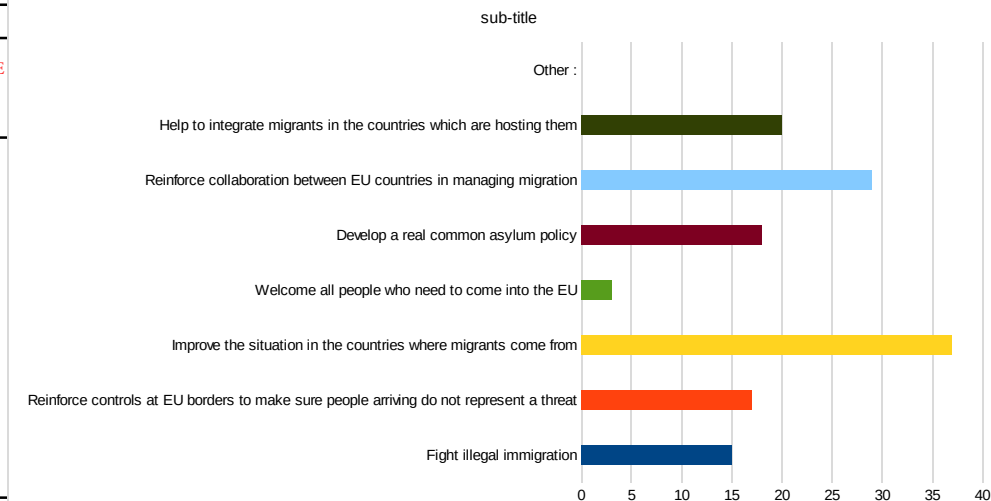 sub-title
E
Other :
Help to integrate migrants in the countries which are hosting them
Reinforce collaboration between EU countries in managing migration
Develop a real common asylum policy
Welcome all people who need to come into the EU
Improve the situation in the countries where migrants come from
Reinforce controls at EU borders to make sure people arriving do not represent a threat
Fight illegal immigration
0 5 10 15 20 25 30 35 40